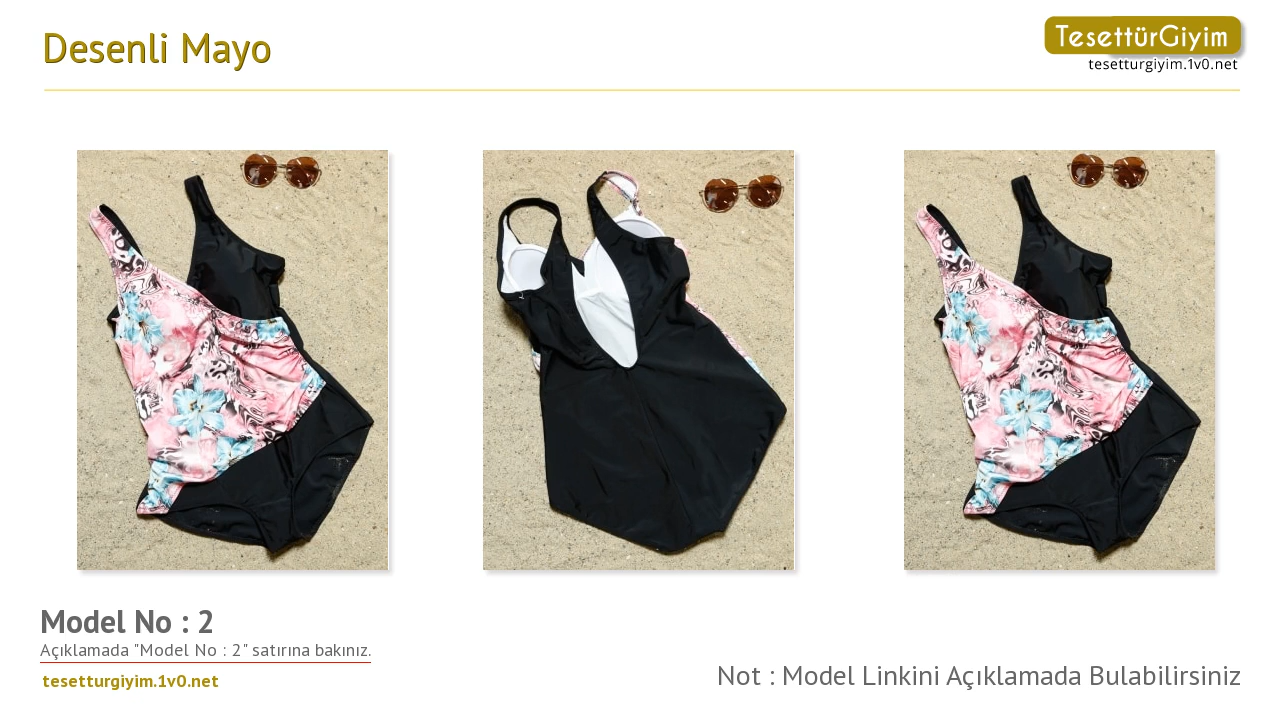 Desenli Mayo
TesettürGiyim
tesetturgiyim.1v0.net
Model No : 2
Açıklamada "Model No : 2" satırına bakınız.
tesetturgiyim.1v0.net
Not : Model Linkini Açıklamada Bulabilirsiniz